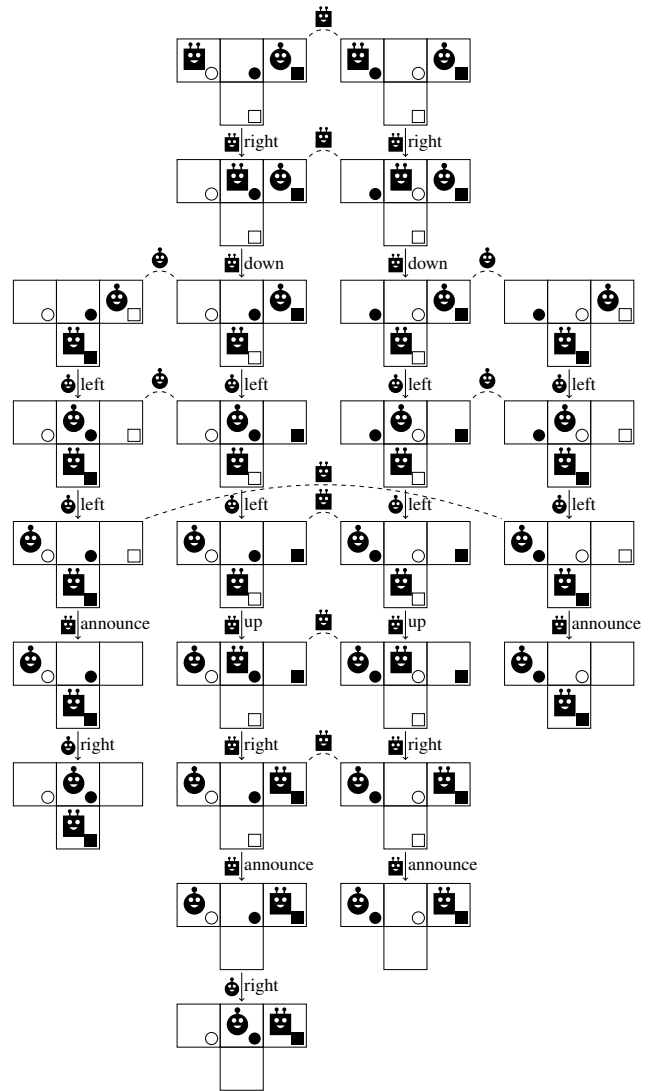 right right
down down
left left left left
left left left left
announce up up announce
right right right
announce announce
right